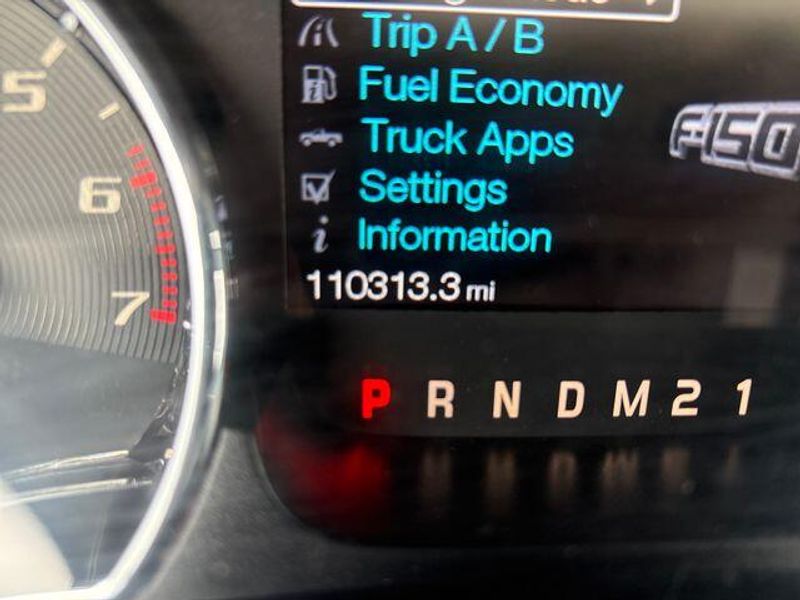 Trip A / B
Fuel Economy
Truck Apps
Settings
Information
110313.3 mi
F-150
5
6
7
P R N D M 2 1